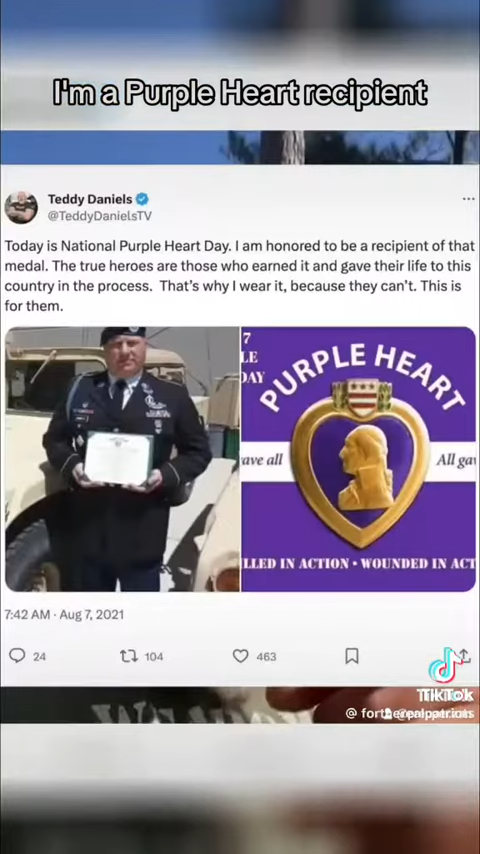 I'm a Purple Heart recipient
Teddy Daniels
@TeddyDanielsTV
Today is National Purple Heart Day. I am honored to be a recipient of that
medal. The true heroes are those who earned it and gave their life to this
country in the process. That's why I wear it, because they can't. This is
for them.
7
LE
DAY
PURPLE HEART
ave all
All gav
ILLED IN ACTION • WOUNDED IN ACT
7:42 AM · Aug 7, 2021
24
104
463
TikTok